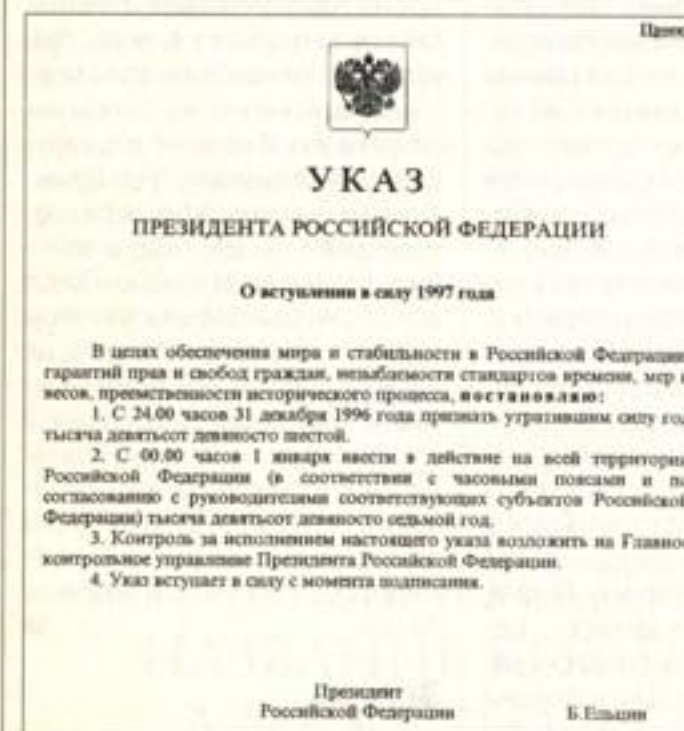 УКАЗ
ПРЕЗИДЕНТА РОССИЙСКОЙ ФЕДЕРАЦИИ
О вступлении в силу 1997 года
В целях обеспечения мира и стабильности в Российской Федерации,
гарантий прав и свобод граждан, незыблемости стандартов времени, мер и
весов, преемственности исторического процесса, постановляю:
1. С 24.00 часов 31 декабря 1996 года признать утратившим силу год
тысяча девятьсот девяносто шестой.
2. С 00.00 часов 1 января ввести в действие на всей территории
Российской Федерации (в соответствии с часовыми поясами и по
согласованию с руководителями соответствующих субъектов Российской
Федерации) тысяча девятьсот девяносто седьмой год.
3. Контроль за исполнением настоящего указа возложить на Главное
контрольное управление Президента Российской Федерации.
4. Указ вступает в силу с момента подписания.
Президент
Российской Федерации Б.Ельцин